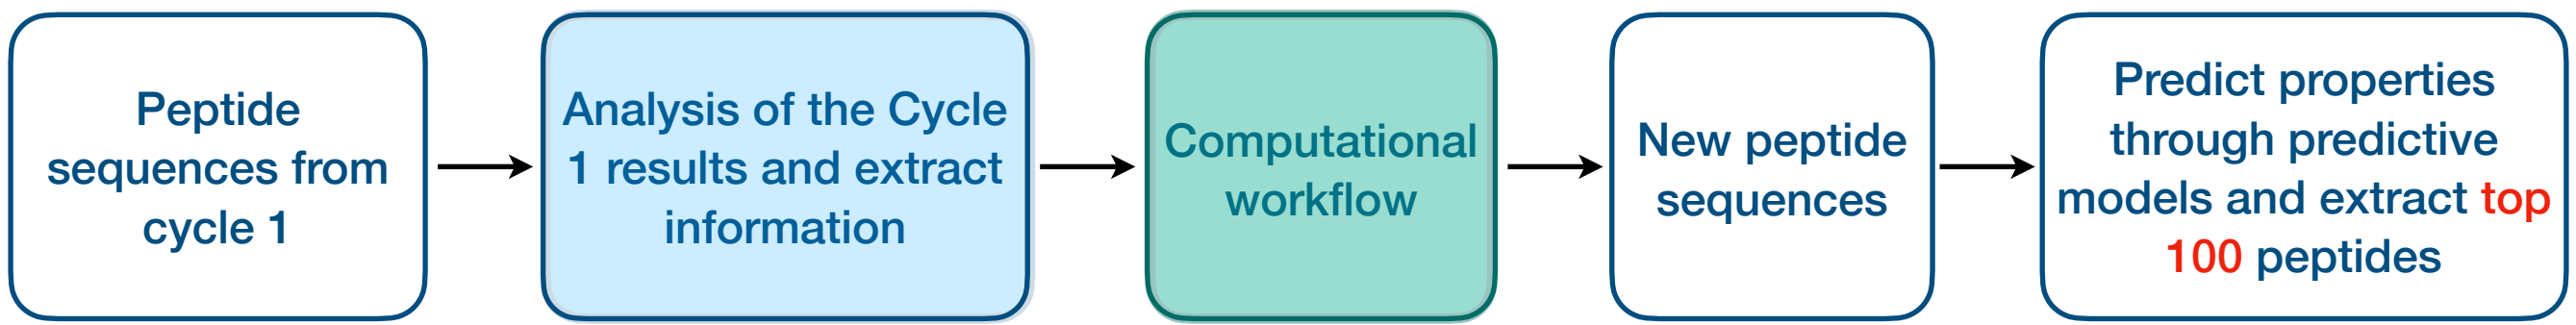 Peptide
sequences from
cycle 1
Analysis of the Cycle
1 results and extract
information
Computational
workflow
New peptide
sequences
Predict properties
through predictive
models and extract top
100 peptides